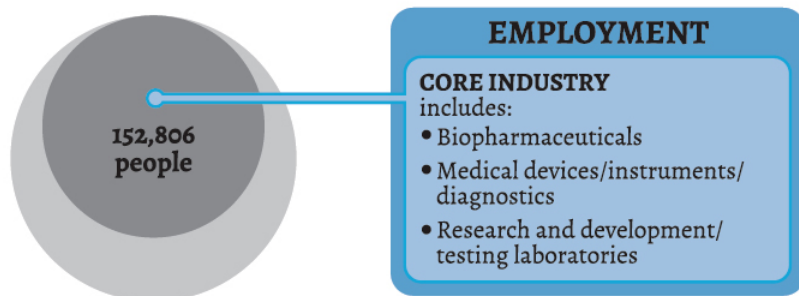 152,806
people
EMPLOYMENT
CORE INDUSTRY
includes:
• Biopharmaceuticals
• Medical devices/instruments/
diagnostics
• Research and development/
testing laboratories